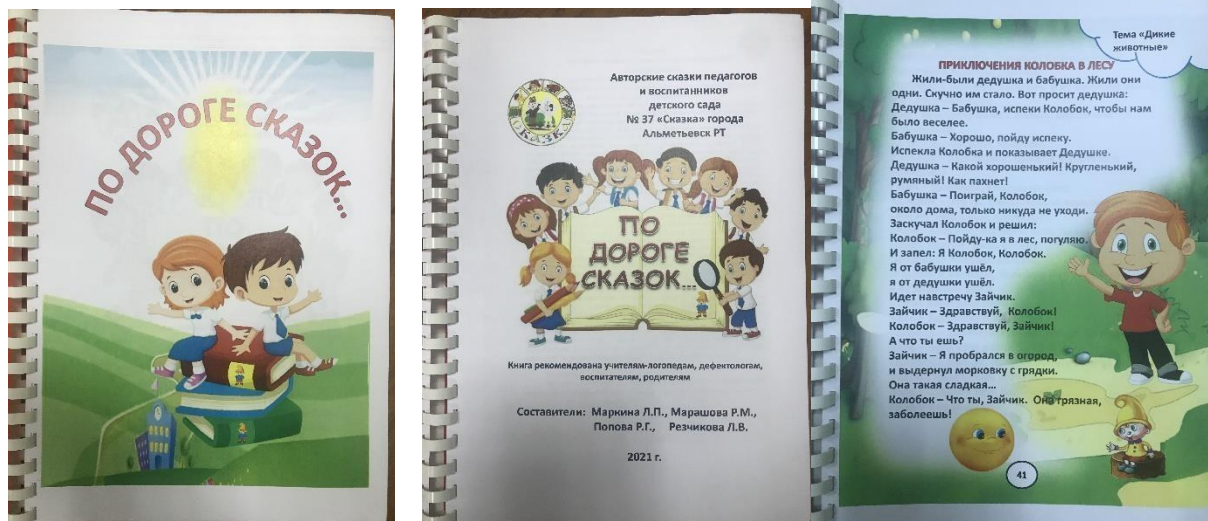 ПО ДОРОГЕ СКАЗОК...
СКАЗКА
Авторские сказки педагогов
и воспитанников
детского сада
№ 37 «Сказка» города
Альметьевск РТ
ПО
ДОРОГЕ
СКАЗОК...
Книга рекомендована учителям-логопедам, дефектологам,
воспитателям, родителям
Составители: Маркина Л.П., Марашова Р.М.,
Попова Р.Г., Резчикова Л.В.
2021 г.
Тема «Дикие
животные»
ПРИКЛЮЧЕНИЯ КОЛОБКА В ЛЕСУ
Жили-были дедушка и бабушка. Жили они
одни. Скучно им стало. Вот просит дедушка:
Дедушка – Бабушка, испеки Колобок, чтобы нам
было веселее.
Бабушка – Хорошо, пойду испеку.
Испекла Колобка и показывает Дедушке.
Дедушка – Какой хорошенький! Кругленький,
румяный! Как пахнет!
Бабушка – Поиграй, Колобок,
около дома, только никуда не уходи.
Заскучал Колобок и решил:
Колобок – Пойду-ка я в лес, погуляю.
И запел: Я Колобок, Колобок.
Я от бабушки ушёл,
я от дедушки ушёл.
Идет навстречу Зайчик.
Зайчик – Здравствуй, Колобок!
Колобок – Здравствуй, Зайчик!
А что ты ешь?
Зайчик – Я пробрался в огород,
и выдернул морковку с грядки.
Она такая сладкая...
Колобок – Что ты, Зайчик. Она грязная,
заболеешь!
41